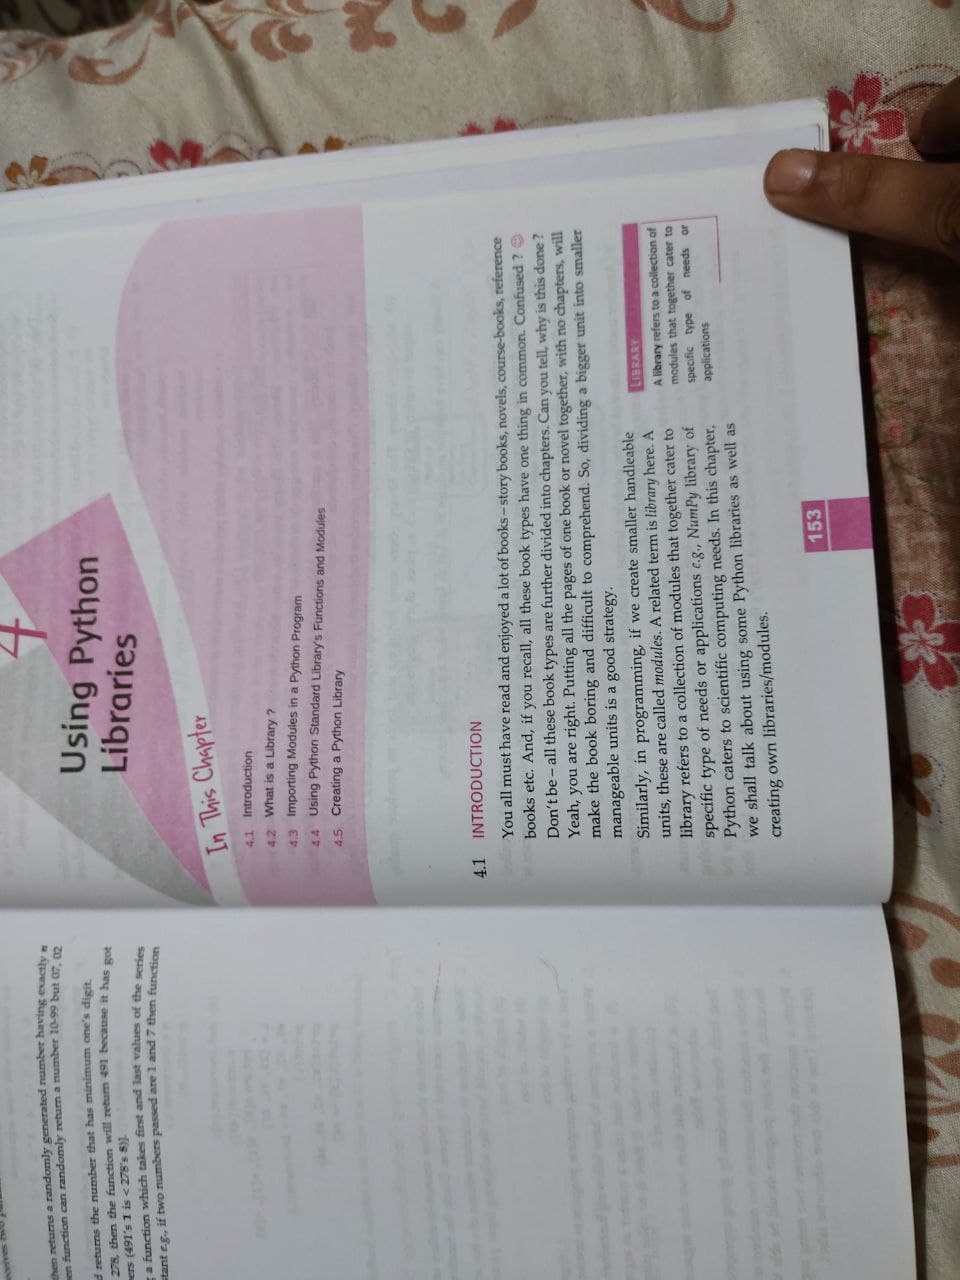 hen returns a randomly generated number having exactly n
en function can randomly return a number 10-99 but 07, 02
d returns the number that has minimum one's digit.
278, then the function will return 491 because it has got
ers (491's 1 is < 278's 8)].
a function which takes first and last values of the series
tant e.g., if two numbers passed are 1 and 7 then function
4
Using Python
Libraries
In This Chapter
4.1 Introduction
4.2 What is a Library ?
4.3 Importing Modules in a Python Program
4.4 Using Python Standard Library's Functions and Modules
4.5 Creating a Python Library
4.1 INTRODUCTION
You all must have read and enjoyed a lot of books – story books, novels, course-books, reference
books etc. And, if you recall, all these book types have one thing in common. Confused ? ☺
Don't be – all these book types are further divided into chapters. Can you tell, why is this done ?
Yeah, you are right. Putting all the pages of one book or novel together, with no chapters, will
make the book boring and difficult to comprehend. So, dividing a bigger unit into smaller
manageable units is a good strategy.
Similarly, in programming, if we create smaller handleable
units, these are called modules. A related term is library here. A
library refers to a collection of modules that together cater to
specific type of needs or applications e.g., NumPy library of
Python caters to scientific computing needs. In this chapter,
we shall talk about using some Python libraries as well as
creating own libraries/modules.
LIBRARY
A library refers to a collection of
modules that together cater to
specific type of needs or
applications
153